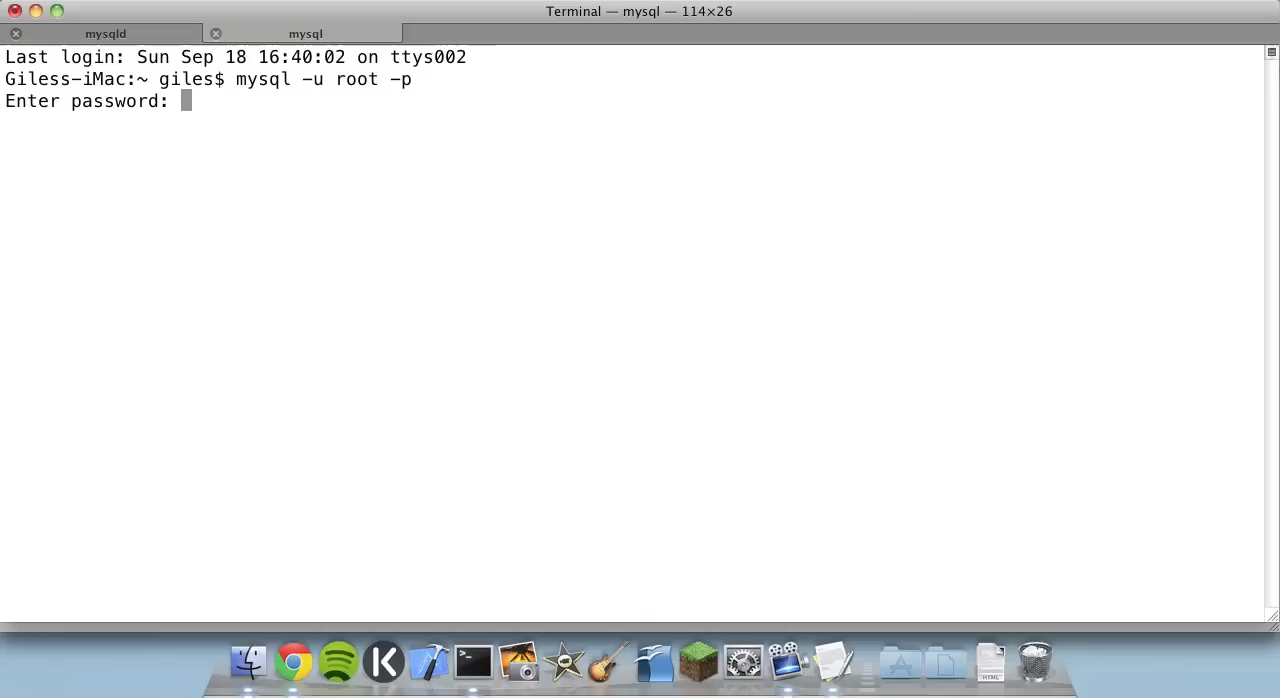 Terminal — mysql — 114×26
mysqld
mysql
Last login: Sun Sep 18 16:40:02 on ttys002
Giless-iMac:~ giles$ mysql -u root -p
Enter password:
HTML